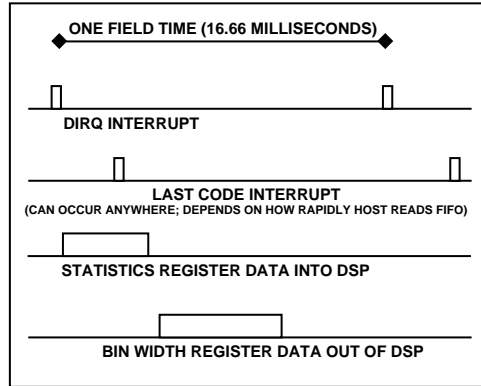 ONE FIELD TIME (16.66 MILLISECONDS)
DIRQ INTERRUPT
LAST CODE INTERRUPT
(CAN OCCUR ANYWHERE; DEPENDS ON HOW RAPIDLY HOST READS FIFO)
STATISTICS REGISTER DATA INTO DSP
BIN WIDTH REGISTER DATA OUT OF DSP